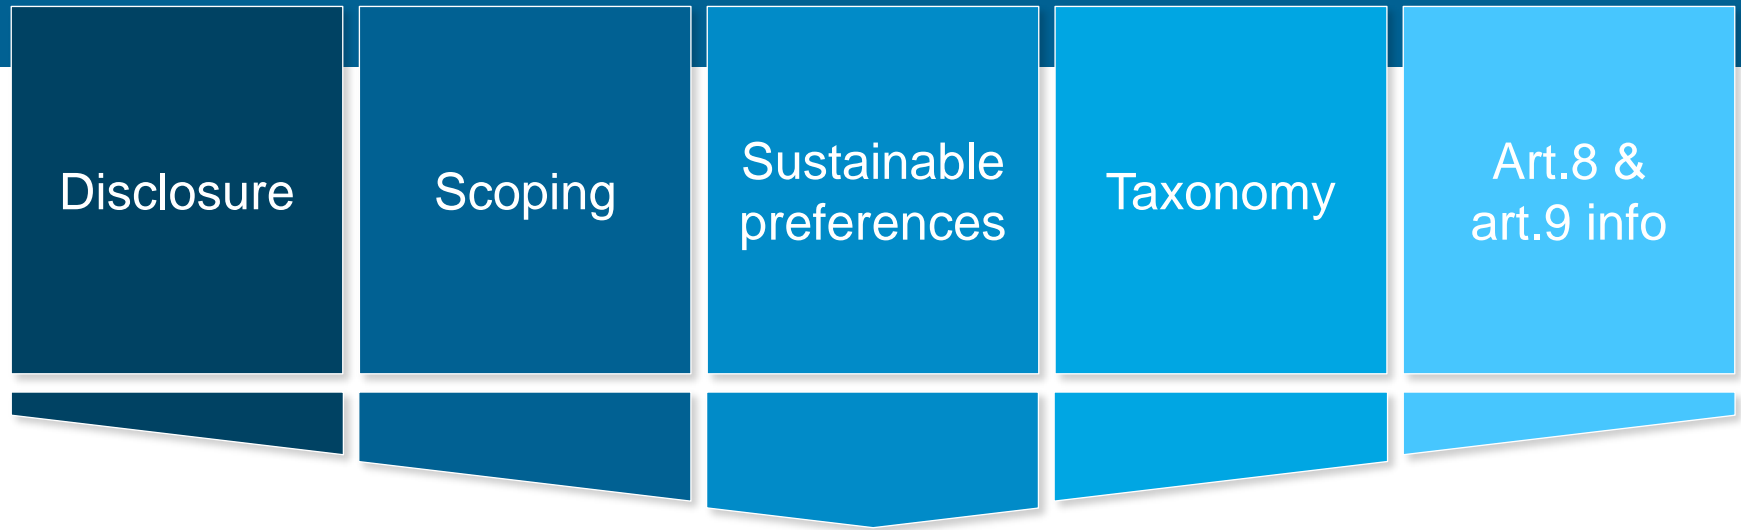 Disclosure
Scoping
Sustainable
preferences
Taxonomy
Art.8 &
art.9 info